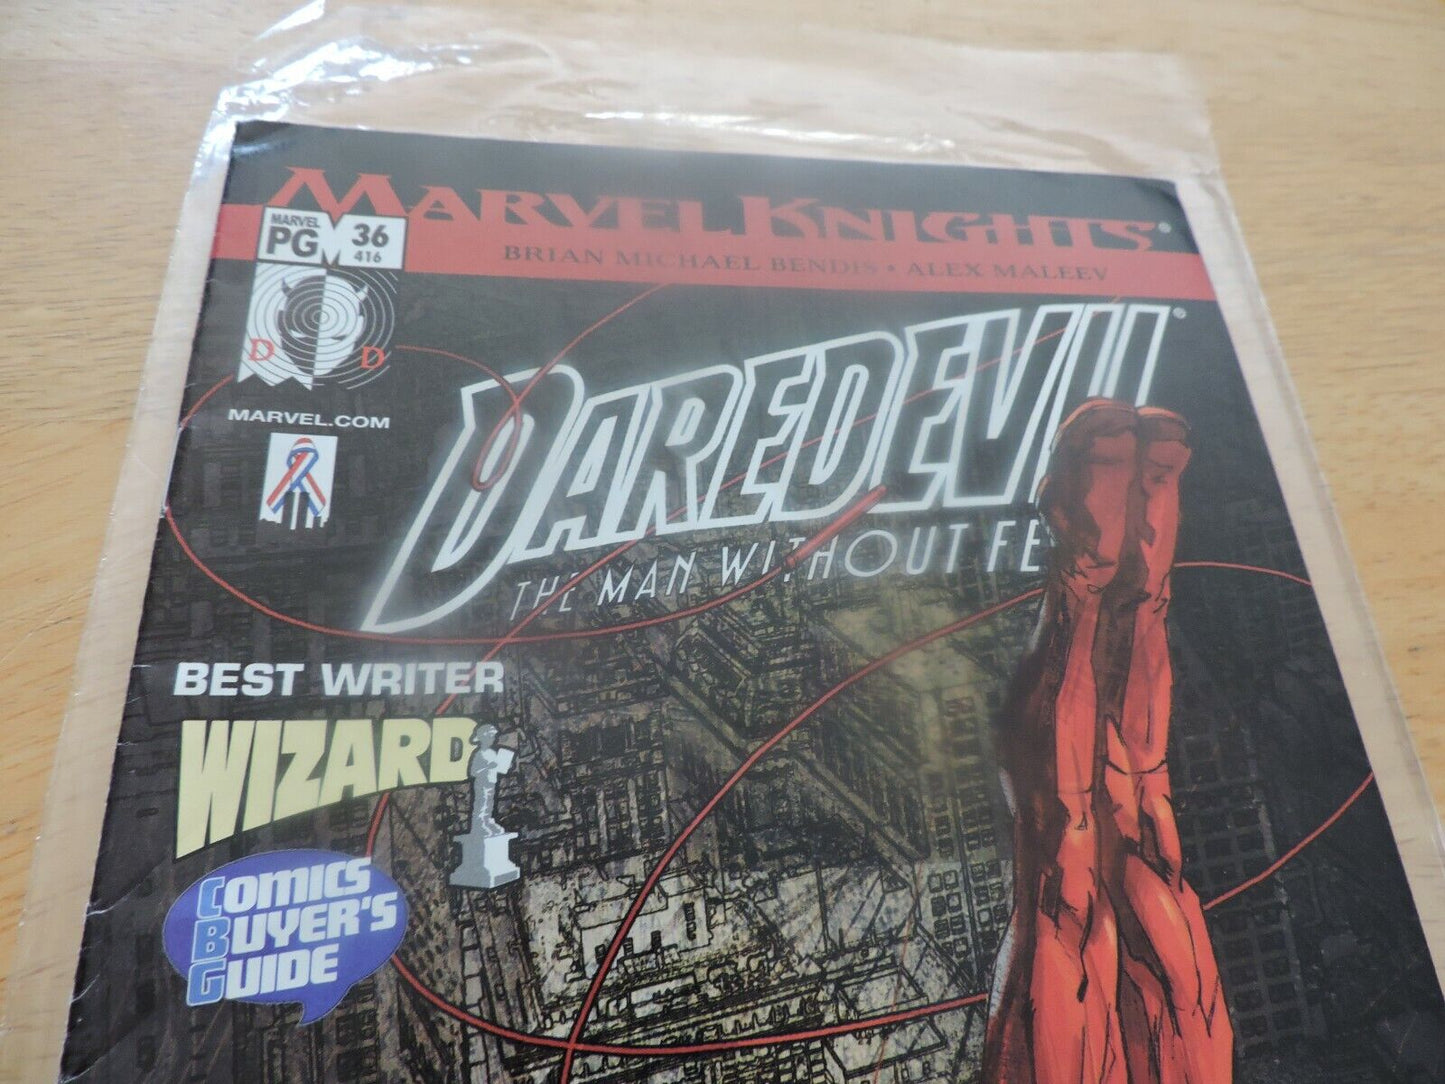 MARVEL KNIGHTS®
BRIAN MICHAEL BENDIS • ALEX MALEEV
MARVEL
PG
36
416
D D
MARVEL.COM
DAREDEVIL®
THE MAN WITHOUT FE
BEST WRITER
WIZARD
CBG
COMICS
BUYER'S
GUIDE